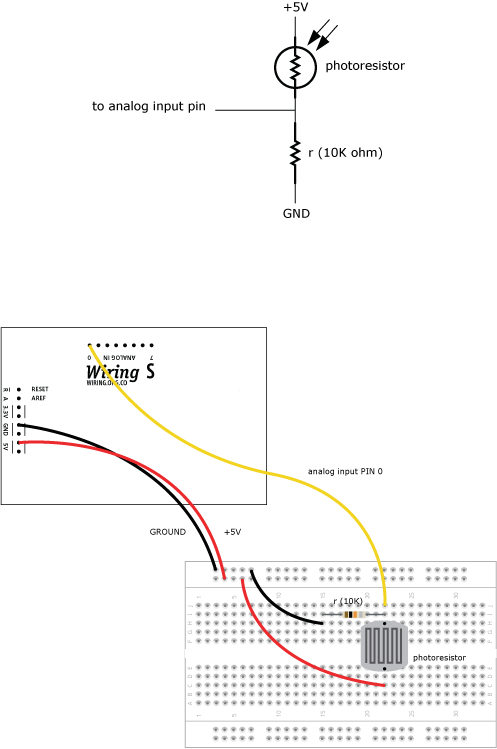 +5V
photoresistor
to analog input pin
r (10K ohm)
GND
0 ANALOG IN 7
Wiring S
WIRING.ORG.CO
R RESET
A AREF
3.3V
GND
5V
analog input PIN 0
GROUND +5V
1 5 10 15 20 25 30
r (10K)
J
I
H
G
F
photoresistor
E
D
C
B
A
1 5 10 15 20 25 30